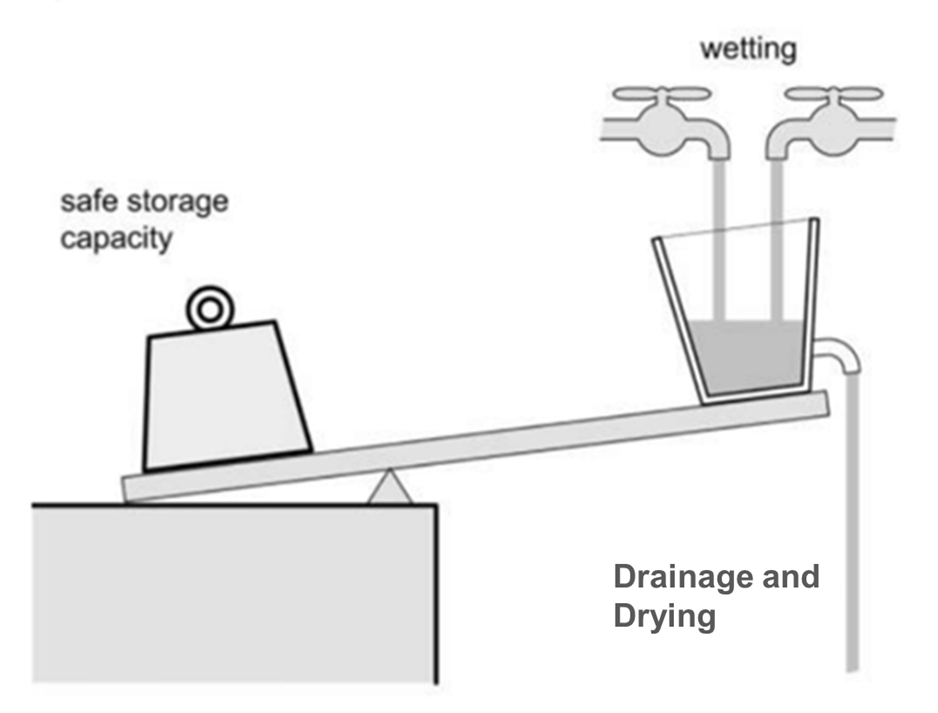 wetting
safe storage
capacity
Drainage and
Drying